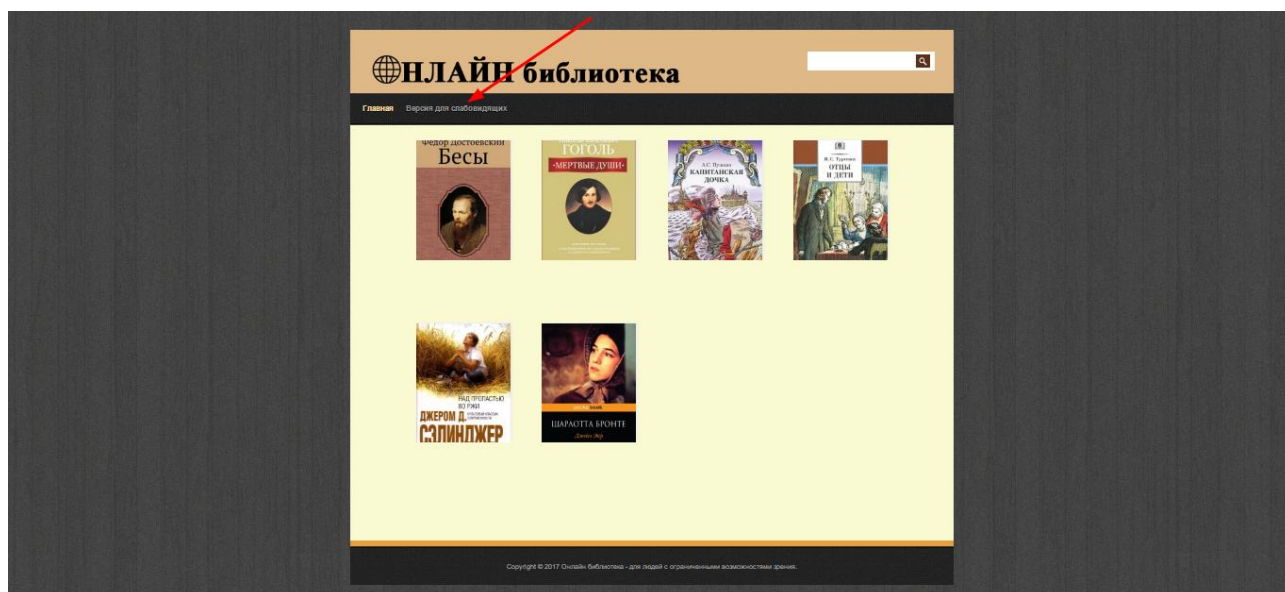 ОНЛАЙН библиотека
Главная Версия для слабовидящих
Федор Достоевский
Бесы
ГОГОЛЬ
•МЕРТВЫЕ ДУШИ•
А.С. Пушкин
КАПИТАНСКАЯ
ДОЧКА
И.С. Тургенев
ОТЦЫ
И ДЕТИ
НАД ПРОПАСТЬЮ
ВО РЖИ
ДЖЕРОМ Д.
СЭЛИНДЖЕР
ШАРЛОТТА БРОНТЕ
Джейн Эйр
Copyright © 2017 Онлайн библиотека - для людей с ограниченными возможностями зрения.